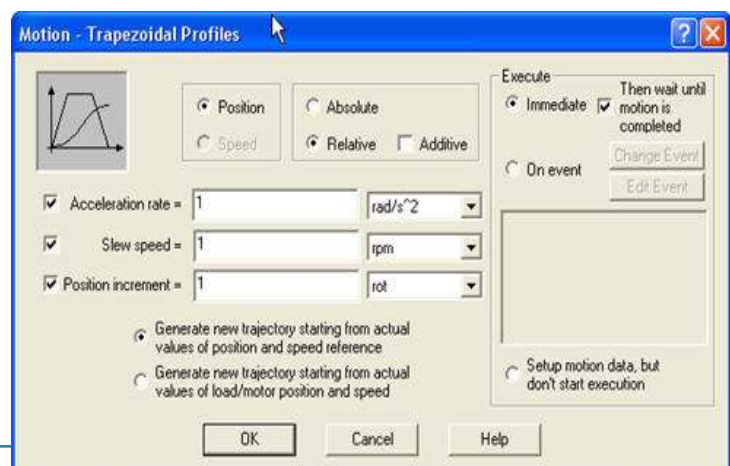 Motion - Trapezoidal Profiles
Position
Speed
Absolute
Relative
Additive
Execute
Immediate
Then wait until
motion is
completed
On event
Change Event
Edit Event
Acceleration rate = 1 rad/s^2
Slew speed = 1 rpm
Position increment = 1 rot
Generate new trajectory starting from actual
values of position and speed reference
Generate new trajectory starting from actual
values of load/motor position and speed
Setup motion data, but
don't start execution
OK
Cancel
Help